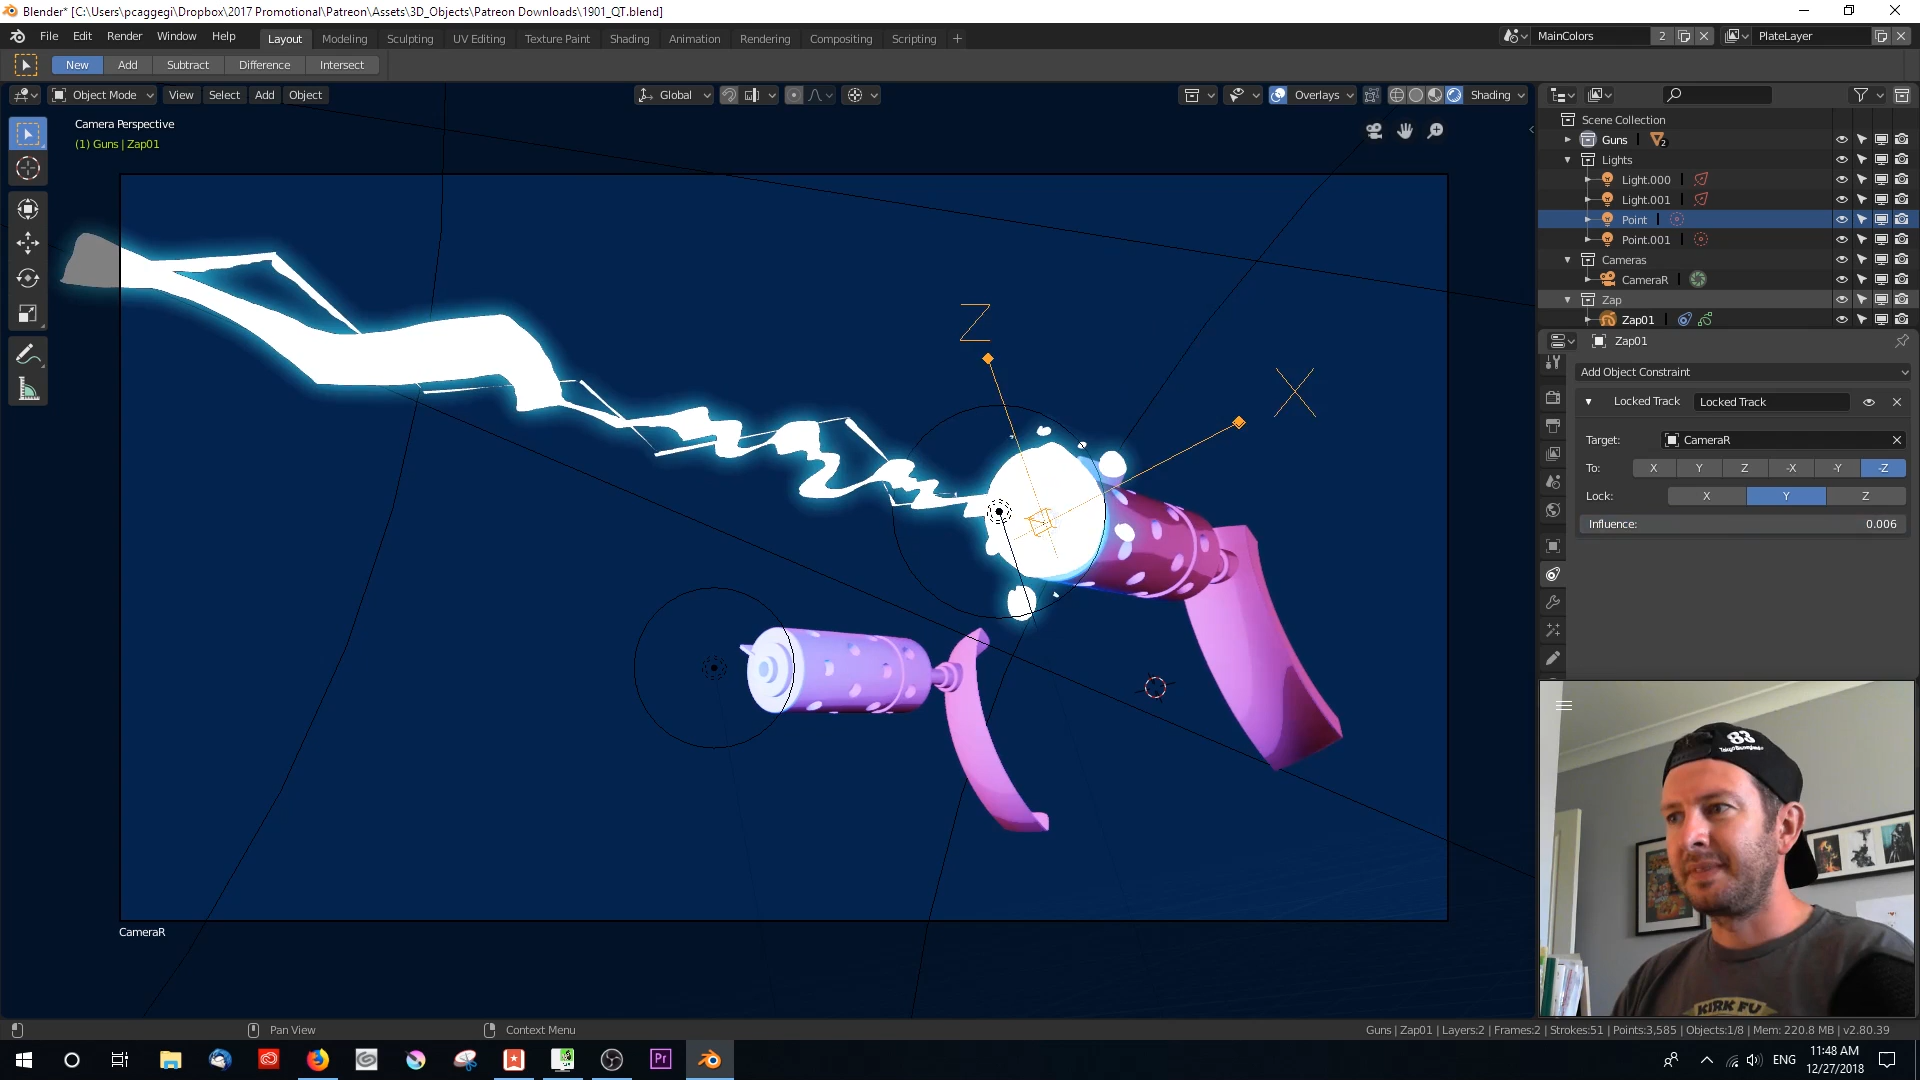 Blender* [C:\Users\pcaggegi\Dropbox\2017 Promotional\Patreon\Assets\3D_Objects\Patreon Downloads\1901_QT.blend]
File Edit Render Window Help Layout Modeling Sculpting UV Editing Texture Paint Shading Animation Rendering Compositing Scripting + MainColors 2 PlateLayer
New Add Subtract Difference Intersect
Object Mode View Select Add Object Global Overlays Shading
Camera Perspective
(1) Guns | Zap01
Z
X
CameraR
Scene Collection
Guns 2
Lights
Light.000
Light.001
Point
Point.001
Cameras
CameraR
Zap
Zap01
Zap01
Add Object Constraint
Locked Track Locked Track
Target: CameraR
To: X Y Z -X -Y -Z
Lock: X Y Z
Influence: 0.006
83
KIRK FU
Pan View Context Menu Guns | Zap01 | Layers:2 | Frames:2 | Strokes:51 | Points:3,585 | Objects:1/8 | Mem: 220.8 MB | v2.80.39
Pr ENG 11:48 AM
12/27/2018